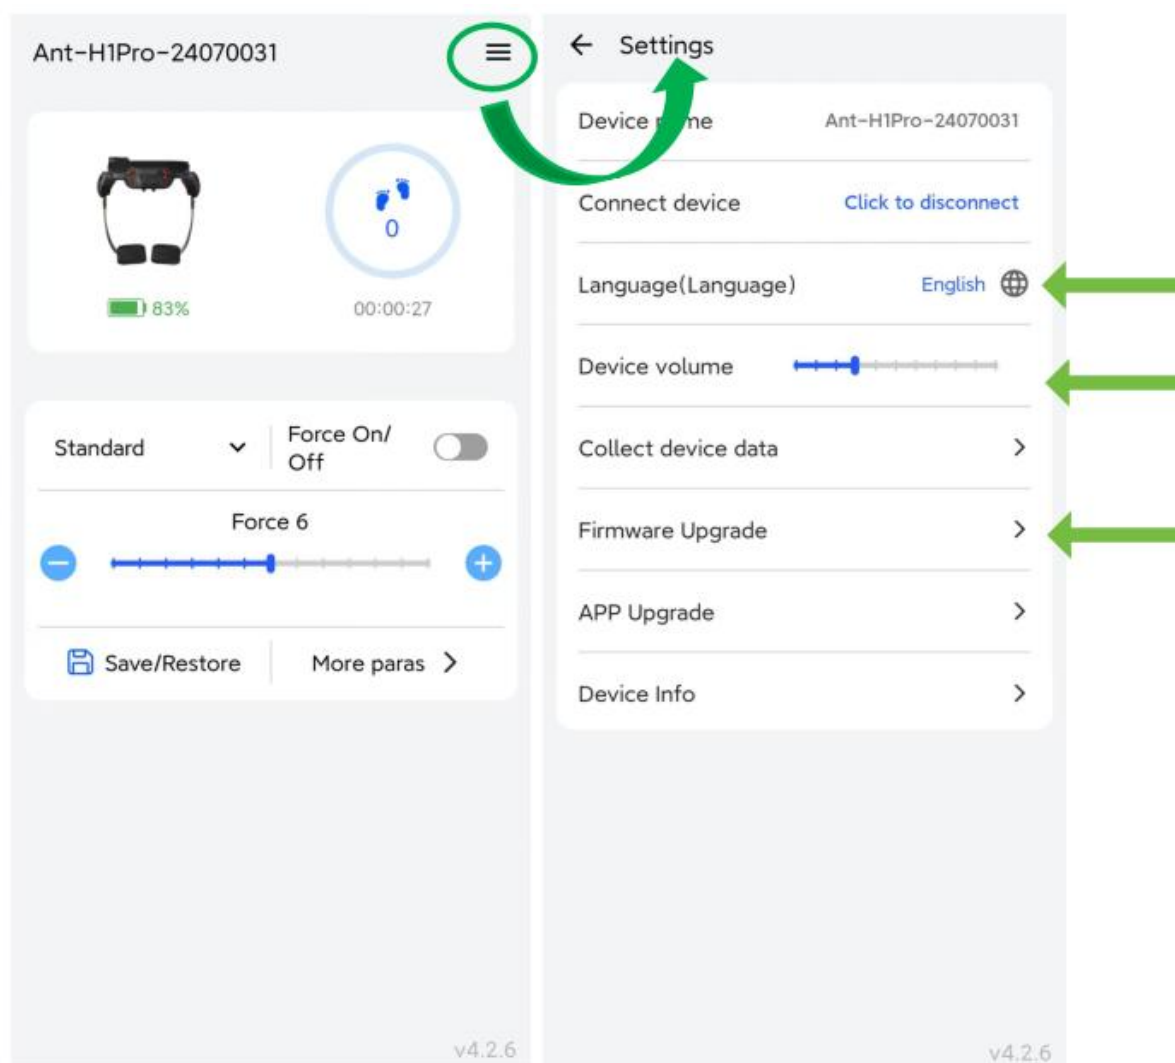 Ant-H1Pro-24070031
83%
0
00:00:27
Standard
Force On/
Off
Force 6
Save/Restore
More paras
v4.2.6
Settings
Device
Ant-H1Pro-24070031
Connect device
Click to disconnect
Language(Language)
English
Device volume
Collect device data
Firmware Upgrade
APP Upgrade
Device Info
v4.2.6